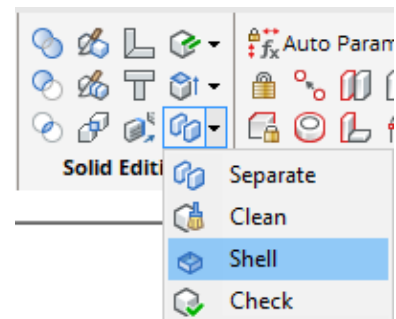 Auto Param
Solid Editi
Separate
Clean
Shell
Check